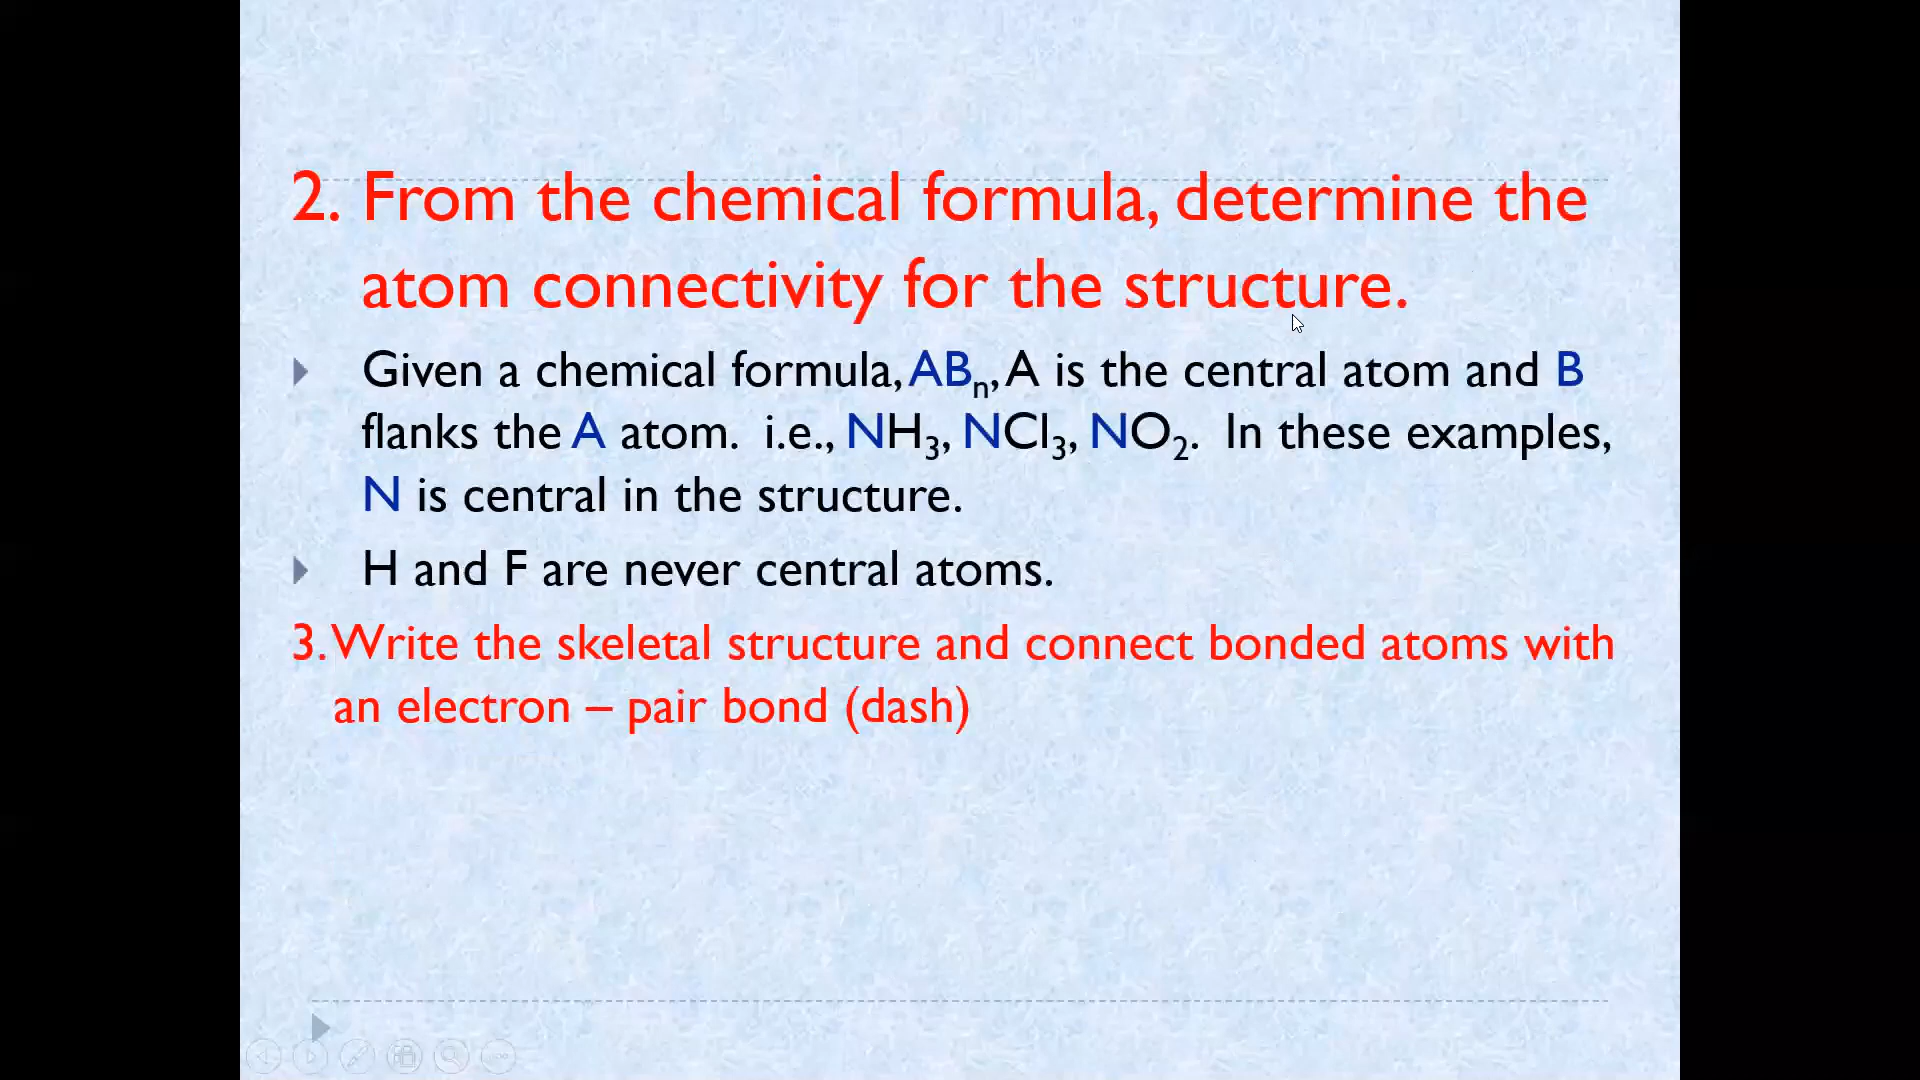 2. From the chemical formula, determine the
atom connectivity for the structure.
Given a chemical formula, ABₙ, A is the central atom and B
flanks the A atom. i.e., NH₃, NCl₃, NO₂. In these examples,
N is central in the structure.
H and F are never central atoms.
3. Write the skeletal structure and connect bonded atoms with
an electron – pair bond (dash)